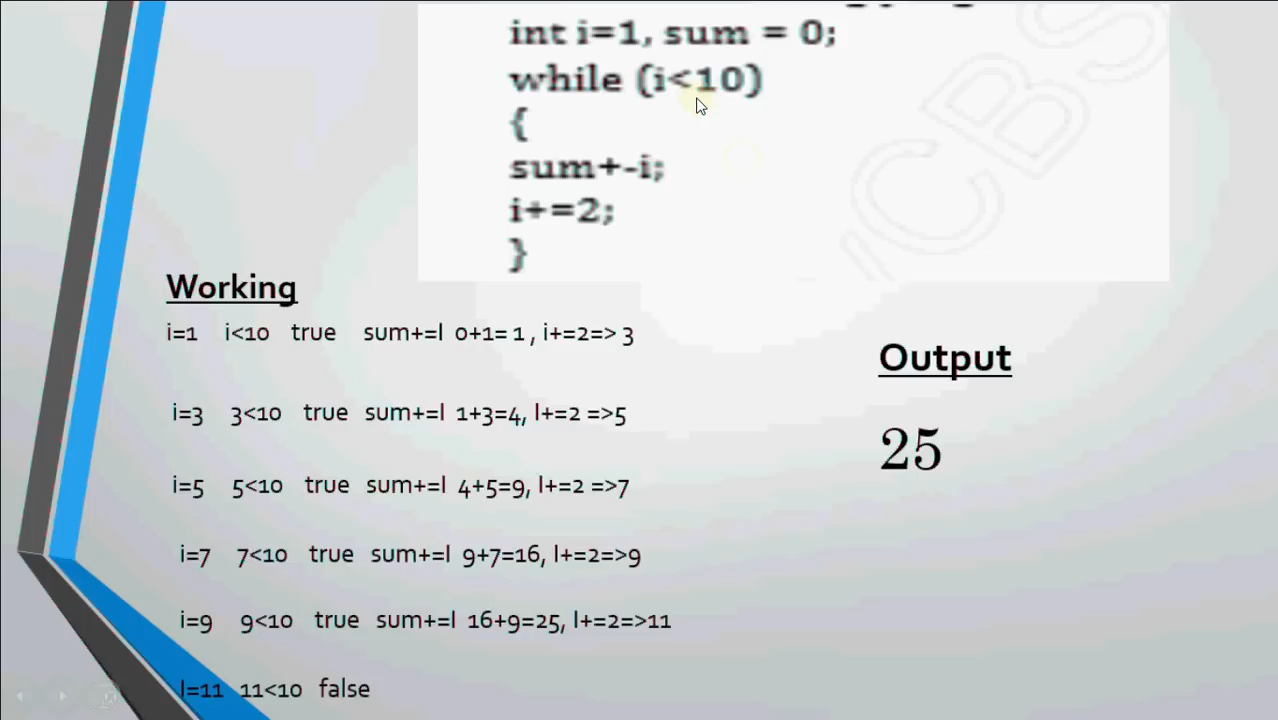 int i=1, sum = 0;
while (i<10)
{
sum+-i;
i+=2;
}
Working
i=1 i<10 true sum+=l 0+1= 1 , i+=2=> 3
i=3 3<10 true sum+=l 1+3=4, l+=2 =>5
i=5 5<10 true sum+=l 4+5=9, l+=2 =>7
i=7 7<10 true sum+=l 9+7=16, l+=2=>9
i=9 9<10 true sum+=l 16+9=25, l+=2=>11
l=11 11<10 false
Output
25
CBS